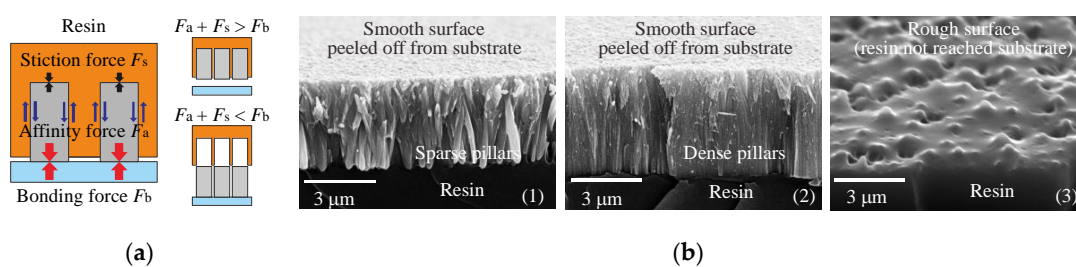 Resin
Stiction force Fs
Affinity force Fa
Bonding force Fb
Fa + Fs > Fb
Fa + Fs < Fb
(a)
Smooth surface
peeled off from substrate
Sparse pillars
3 μm
Resin
(1)
Smooth surface
peeled off from substrate
Dense pillars
3 μm
Resin
(2)
Rough surface
(resin not reached substrate)
3 μm
Resin
(3)
(b)